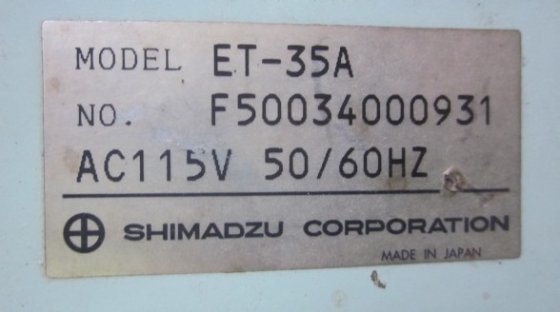 MODEL ET-35A
NO. F50034000931
AC115V 50/60HZ
SHIMADZU CORPORATION
MADE IN JAPAN